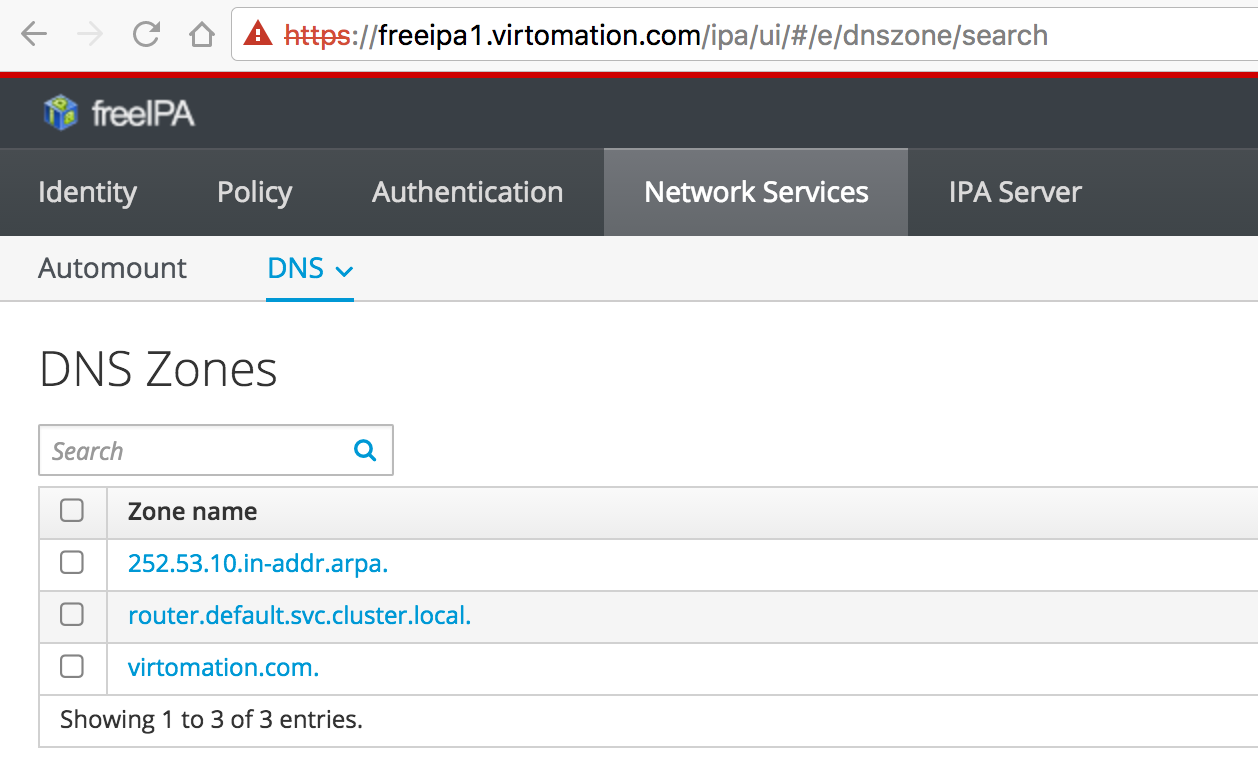 https://freeipa1.virtomation.com/ipa/ui/#/e/dnszone/search
freeIPA
Identity Policy Authentication Network Services IPA Server
Automount DNS
DNS Zones
Search
Zone name
252.53.10.in-addr.arpa.
router.default.svc.cluster.local.
virtomation.com.
Showing 1 to 3 of 3 entries.